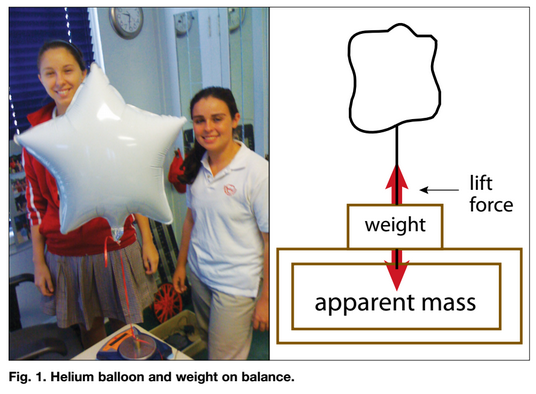 lift
force
weight
apparent mass
Fig. 1. Helium balloon and weight on balance.